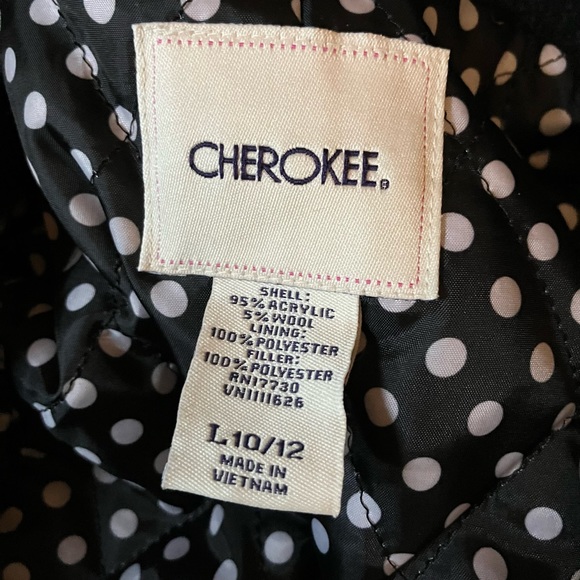 CHEROKEE®
SHELL:
95% ACRYLIC
5% WOOL
LINING:
100% POLYESTER
FILLER:
100% POLYESTER
RN17730
VN1111626
L 10/12
MADE IN
VIETNAM